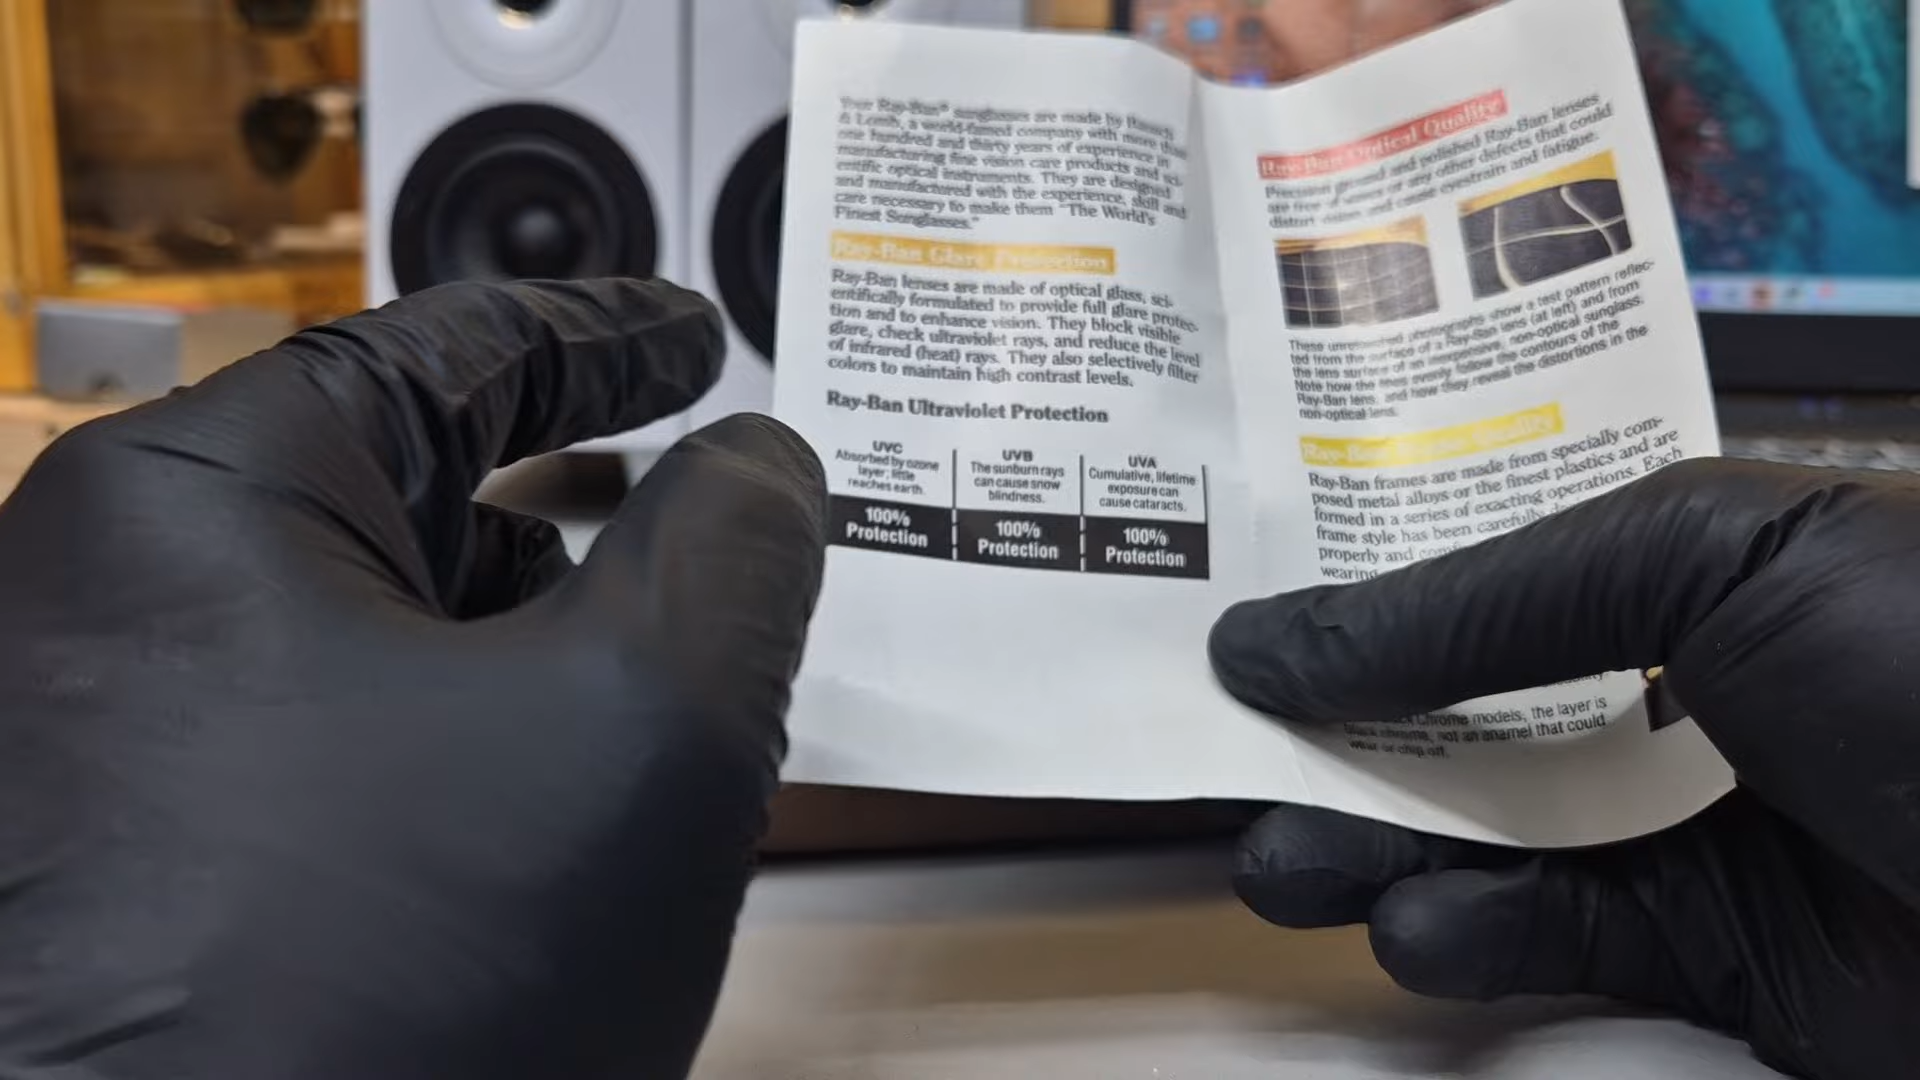 Your Ray-Ban® sunglasses are made by Bausch
& Lomb, a world-famed company with more than
one hundred and thirty years of experience in
manufacturing fine vision care products and sci-
entific optical instruments. They are designed
and manufactured with the experience, skill and
care necessary to make them "The World's
Finest Sunglasses."
Ray-Ban Glare Protection
Ray-Ban lenses are made of optical glass, sci-
entifically formulated to provide full glare protec-
tion and to enhance vision. They block visible
glare, check ultraviolet rays, and reduce the level
of infrared (heat) rays. They also selectively filter
colors to maintain high contrast levels.
Ray-Ban Ultraviolet Protection
UVC
Absorbed by ozone
layer; little
reaches earth.
100%
Protection
UVB
The sunburn rays
can cause snow
blindness.
100%
Protection
UVA
Cumulative, lifetime
exposure can
cause cataracts.
100%
Protection
Ray-Ban Optical Quality
Precision ground and polished Ray-Ban lenses
are free of waves or any other defects that could
distort vision and cause eyestrain and fatigue.
These unretouched photographs show a test pattern reflec-
ted from the surface of a Ray-Ban lens (at left) and from
the lens surface of an inexpensive, non-optical sunglass.
Note how the lines evenly follow the contours of the
Ray-Ban lens, and how they reveal the distortions in the
non-optical lens.
Ray-Ban Frame Quality
Ray-Ban frames are made from specially com-
posed metal alloys or the finest plastics and are
formed in a series of exacting operations. Each
frame style has been carefully
properly and
wearing
Chrome models, the layer is
black chrome, not an enamel that could
wear or chip off.